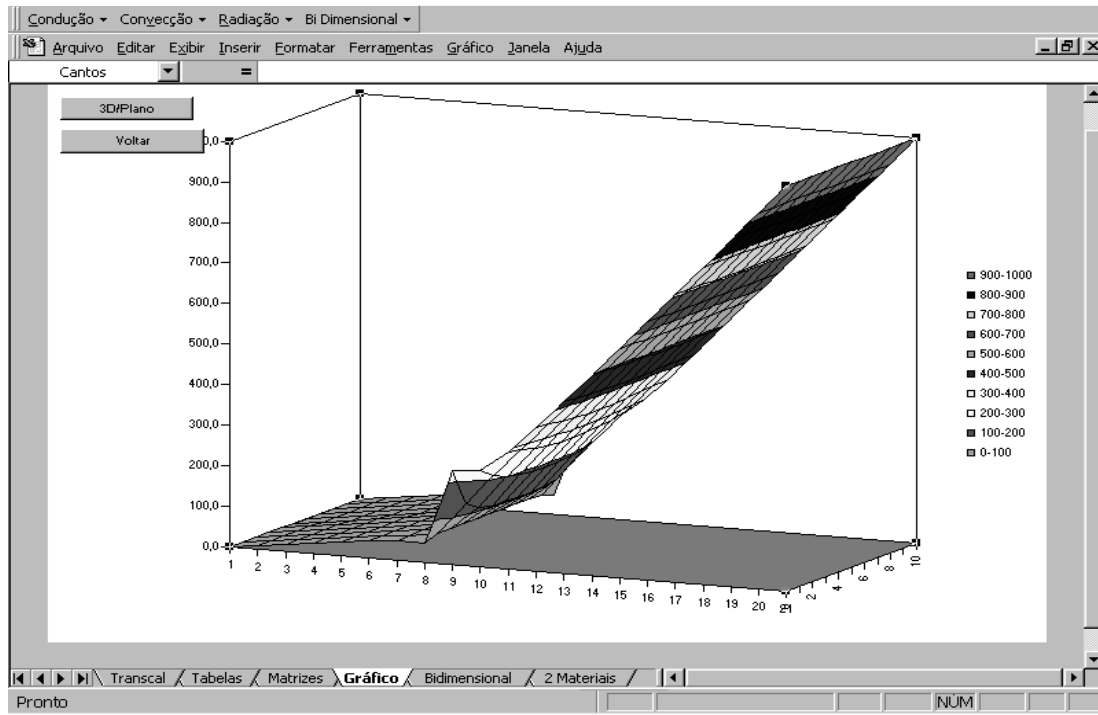 Condução Convecção Radiação Bi Dimensional
Arquivo Editar Exibir Inserir Formatar Ferramentas Gráfico Janela Ajuda
Cantos =
3D/Plano
Voltar
0,0
900,0
800,0
700,0
600,0
500,0
400,0
300,0
200,0
100,0
0,0
1 2 3 4 5 6 7 8 9 10 11 12 13 14 15 16 17 18 19 20
2 4 6 8 10
900-1000
800-900
700-800
600-700
500-600
400-500
300-400
200-300
100-200
0-100
Transcal Tabelas Matrizes Gráfico Bidimensional 2 Materiais
Pronto NÚM